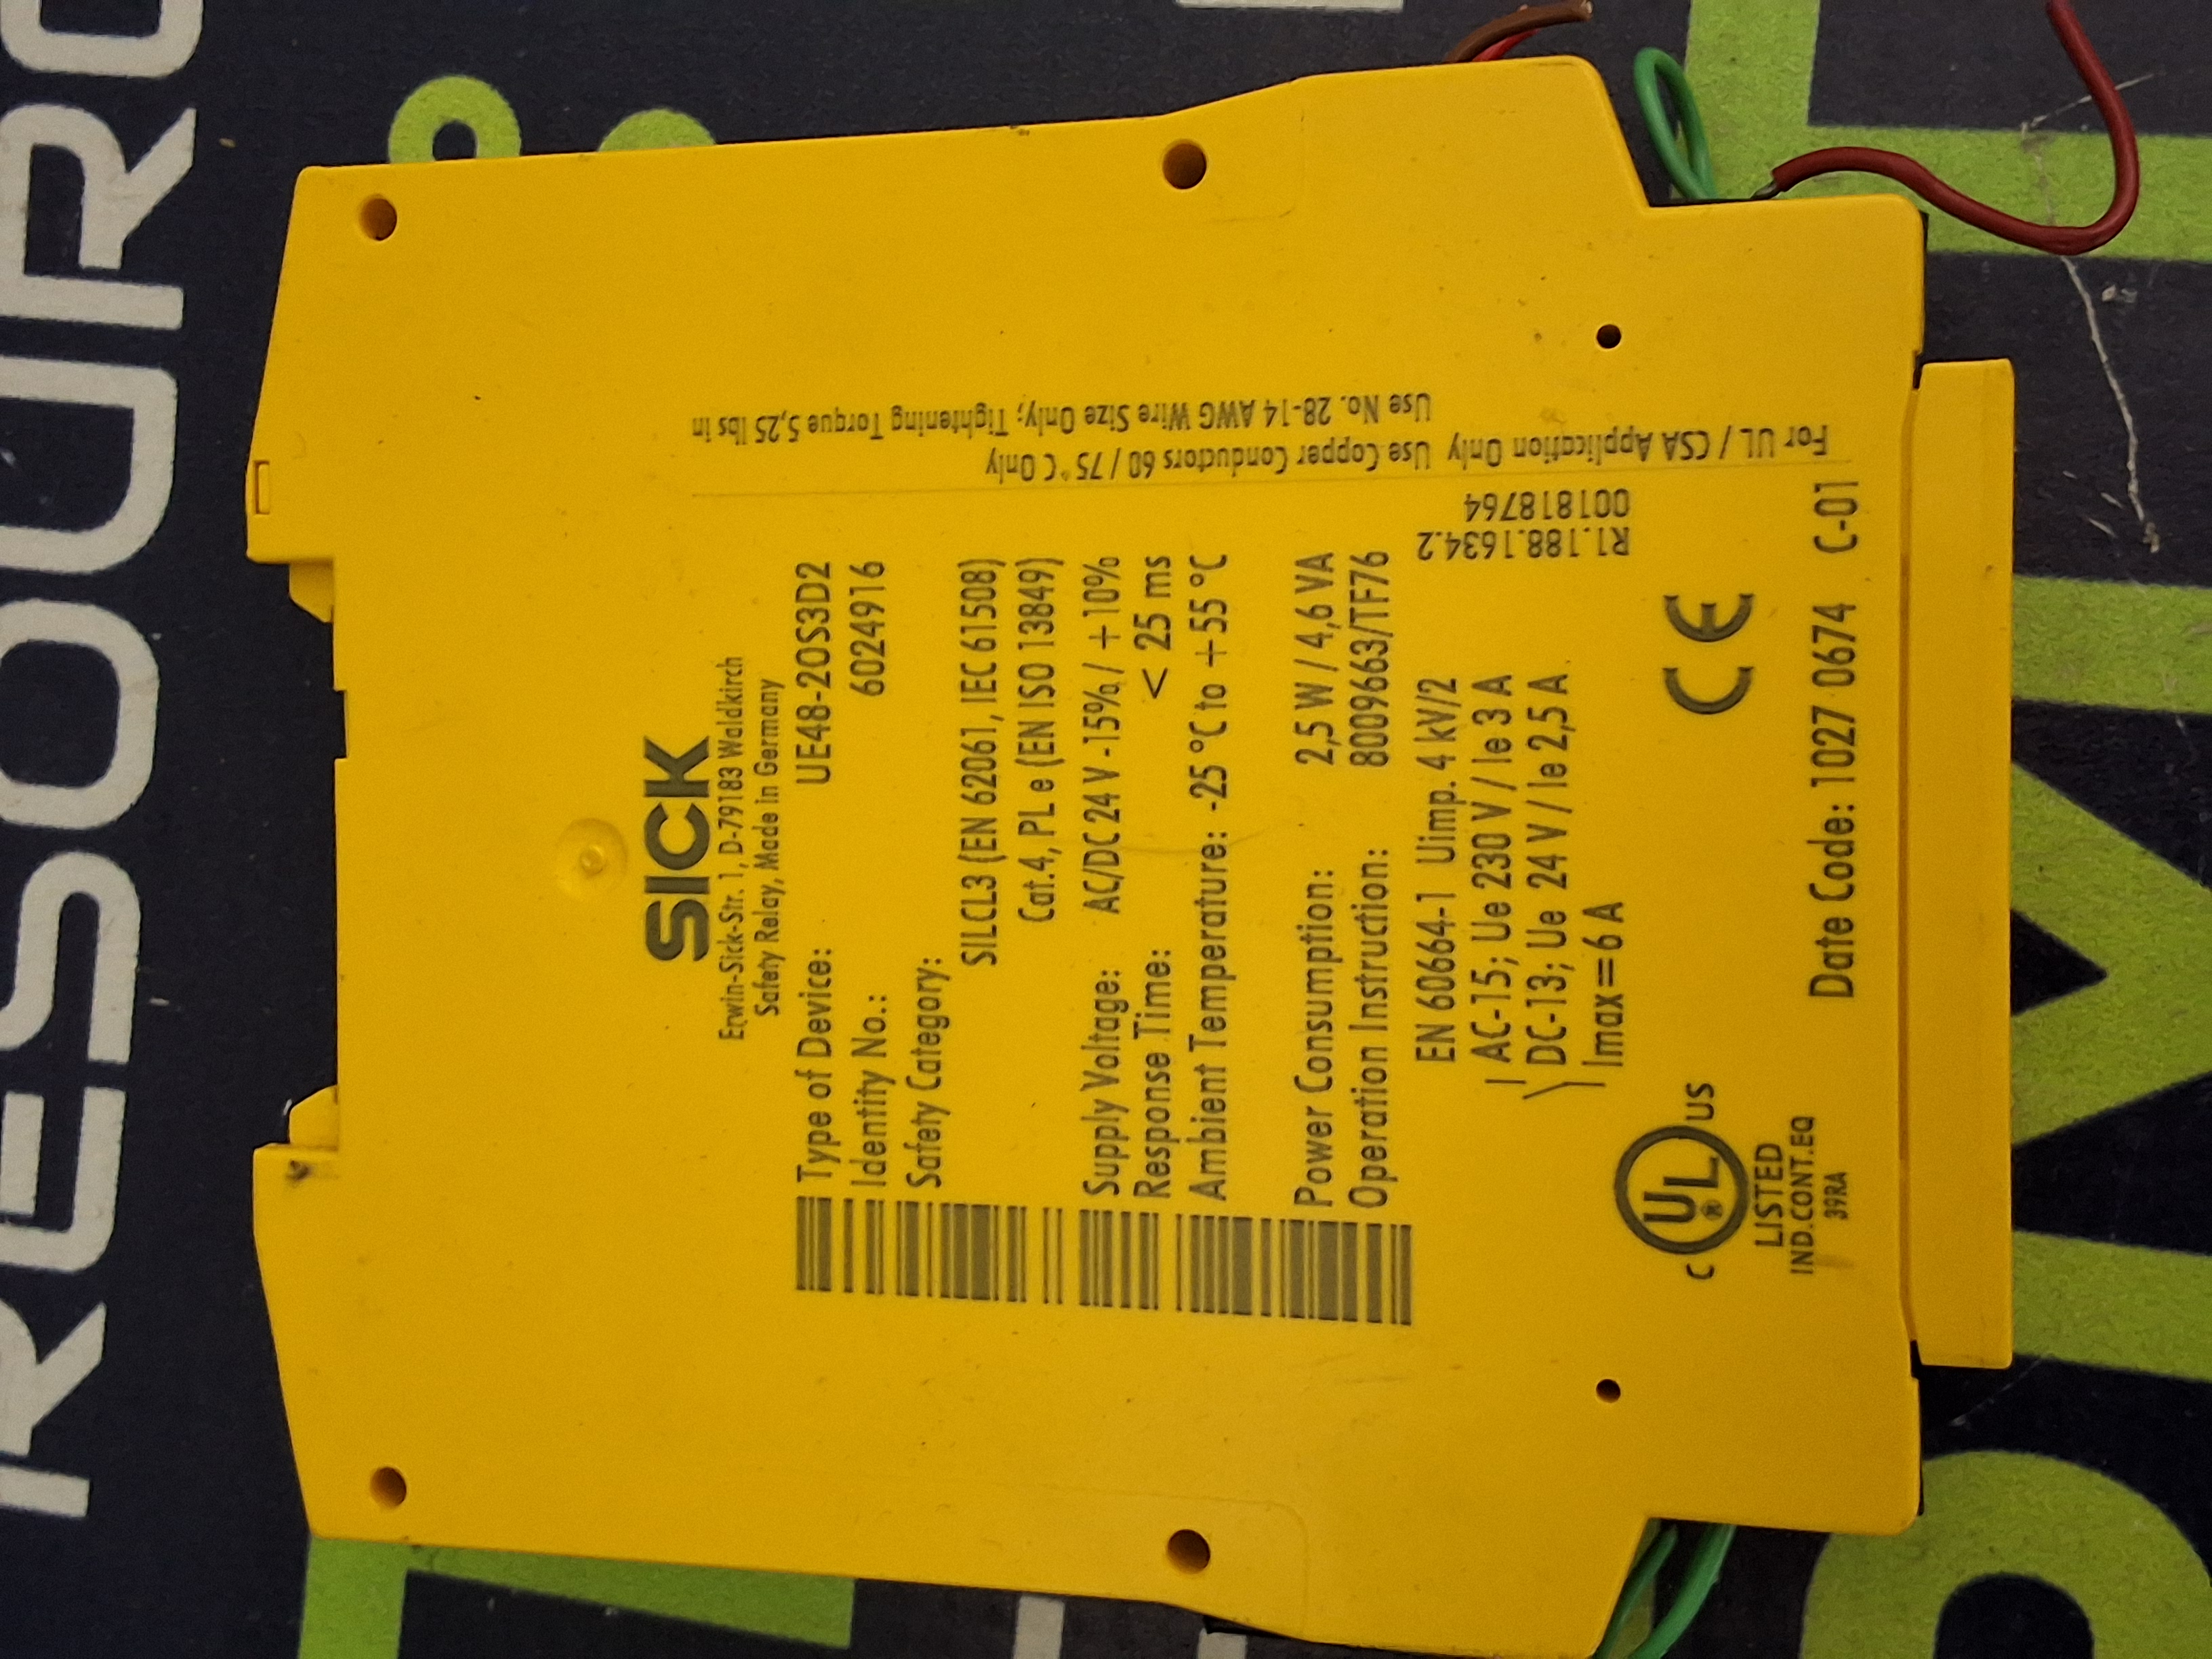 SICK
Erwin-Sick-Str. 1, D-79183 Waldkirch
Safety Relay, Made in Germany
Type of Device: UE48-2OS3D2
Identity No.: 6024916
Safety Category:
SILCL3 (EN 62061, IEC 61508)
Cat.4, PL e (EN ISO 13849)
Supply Voltage: AC/DC 24 V -15% / +10%
Response Time: < 25 ms
Ambient Temperature: -25 °C to +55 °C
Power Consumption: 2,5 W / 4,6 VA
Operation Instruction: 8009663/TF76
EN 60664-1 Uimp. 4 kV/2
AC-15; Ue 230 V / Ie 3 A
DC-13; Ue 24 V / Ie 2,5 A
Imax=6 A
R1.188.1634.2
001818764
C UL ® US
LISTED
IND.CONT.EQ
39RA
CE
Date Code: 1027 0674 C-01
For UL / CSA Application Only Use Copper Conductors 60 / 75 °C Only
Use No. 28-14 AWG Wire Size Only; Tightening Torque 5,25 lbs in